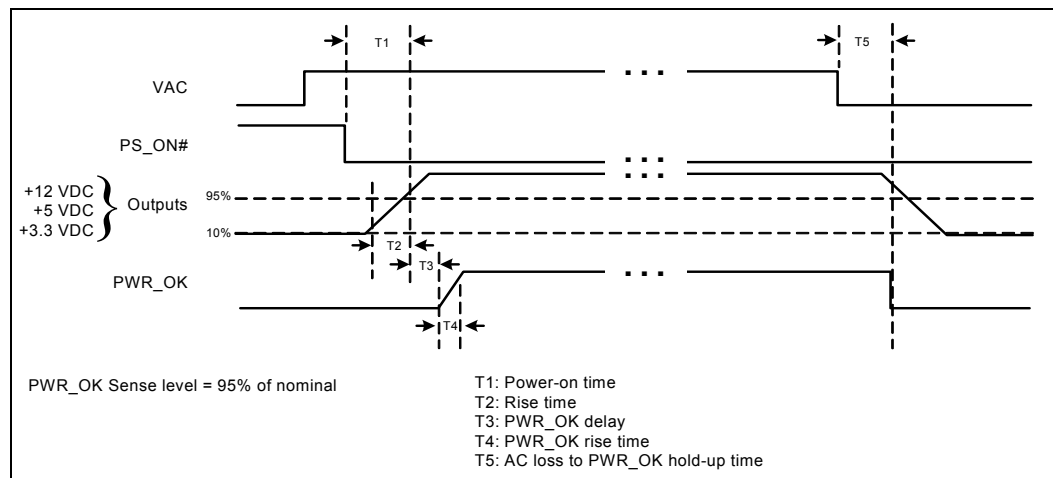 T1
T5
VAC
. . .
PS_ON#
. . .
+12 VDC
+5 VDC
+3.3 VDC
} Outputs
95%
10%
. . .
T2
T3
PWR_OK
. . .
T4
PWR_OK Sense level = 95% of nominal
T1: Power-on time
T2: Rise time
T3: PWR_OK delay
T4: PWR_OK rise time
T5: AC loss to PWR_OK hold-up time